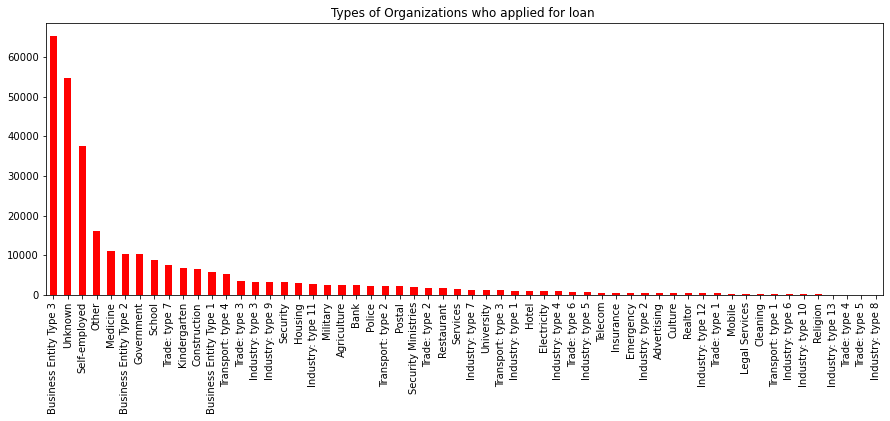 Types of Organizations who applied for loan
60000
50000
40000
30000
20000
10000
0
Business Entity Type 3
Unknown
Self-employed
Other
Medicine
Business Entity Type 2
Government
School
Trade: type 7
Kindergarten
Construction
Business Entity Type 1
Transport: type 4
Trade: type 3
Industry: type 3
Industry: type 9
Security
Housing
Industry: type 11
Military
Agriculture
Bank
Police
Transport: type 2
Postal
Security Ministries
Trade: type 2
Restaurant
Services
Industry: type 7
University
Transport: type 3
Industry: type 1
Hotel
Electricity
Industry: type 4
Trade: type 6
Industry: type 5
Telecom
Insurance
Emergency
Industry: type 2
Advertising
Culture
Realtor
Industry: type 12
Trade: type 1
Mobile
Legal Services
Cleaning
Transport: type 1
Industry: type 6
Industry: type 10
Religion
Industry: type 13
Trade: type 4
Trade: type 5
Industry: type 8